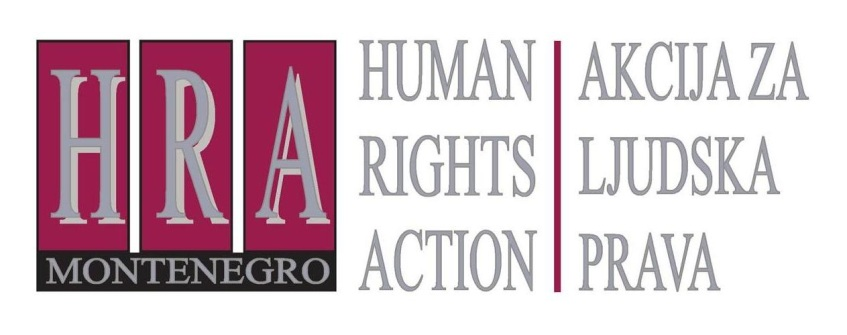 HRA
MONTENEGRO
HUMAN
RIGHTS
ACTION
AKCIJA ZA
LJUDSKA
PRAVA